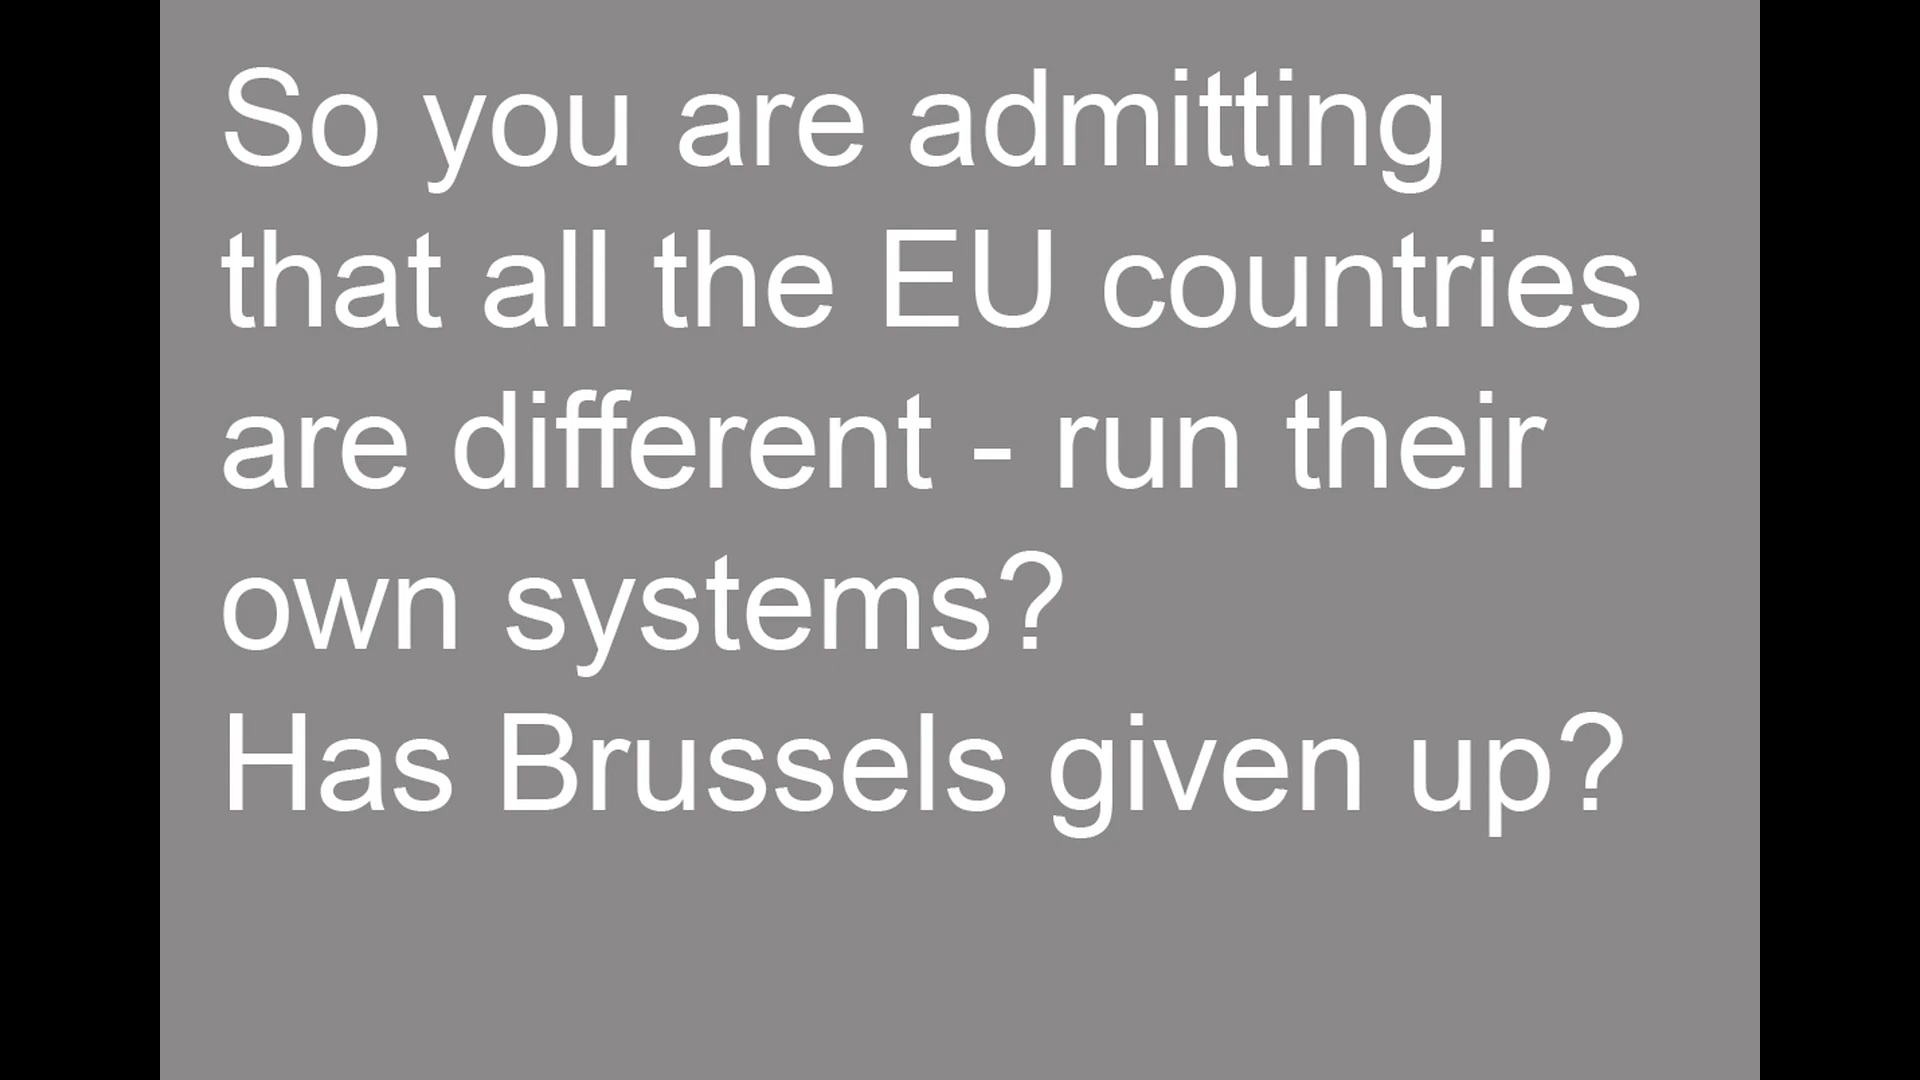 So you are admitting
that all the EU countries
are different - run their
own systems?
Has Brussels given up?